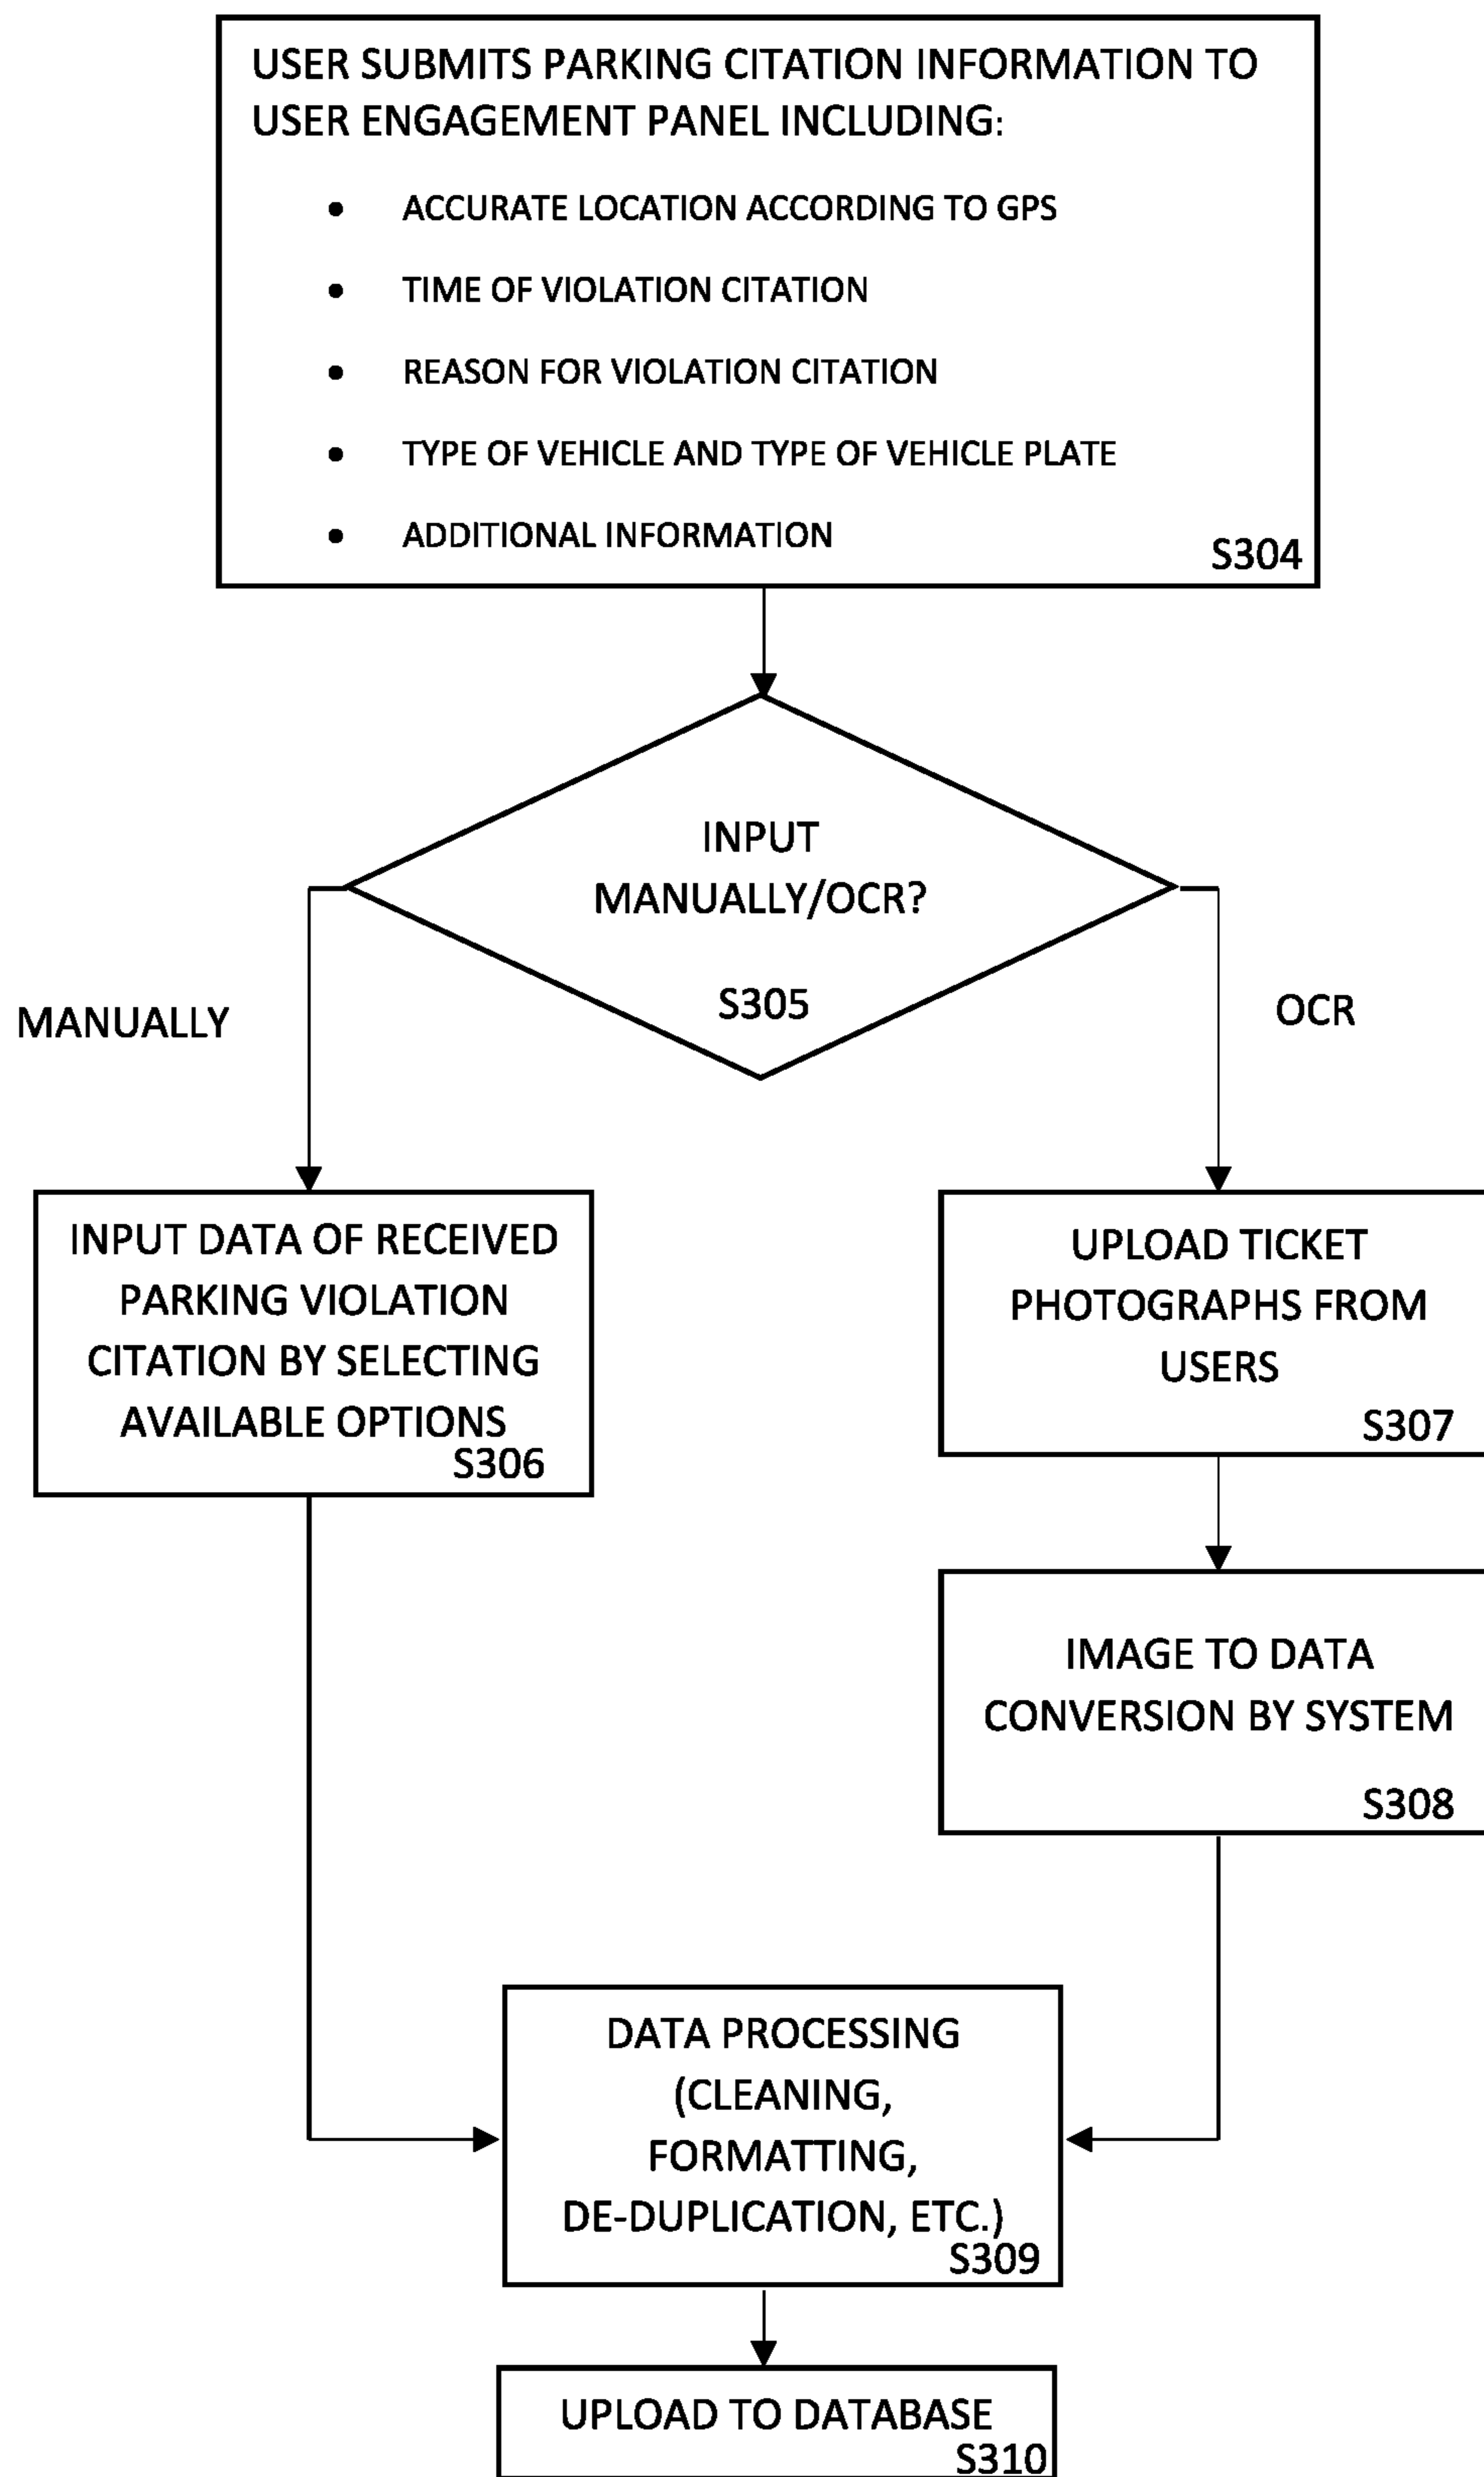 USER SUBMITS PARKING CITATION INFORMATION TO
USER ENGAGEMENT PANEL INCLUDING:
• ACCURATE LOCATION ACCORDING TO GPS
• TIME OF VIOLATION CITATION
• REASON FOR VIOLATION CITATION
• TYPE OF VEHICLE AND TYPE OF VEHICLE PLATE
• ADDITIONAL INFORMATION
S304
INPUT
MANUALLY/OCR?
S305
MANUALLY
OCR
INPUT DATA OF RECEIVED
PARKING VIOLATION
CITATION BY SELECTING
AVAILABLE OPTIONS
S306
UPLOAD TICKET
PHOTOGRAPHS FROM
USERS
S307
IMAGE TO DATA
CONVERSION BY SYSTEM
S308
DATA PROCESSING
(CLEANING,
FORMATTING,
DE-DUPLICATION, ETC.)
S309
UPLOAD TO DATABASE
S310